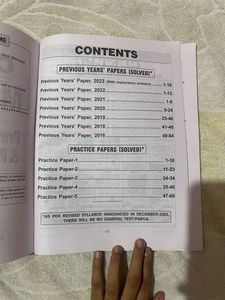 CONTENTS
PREVIOUS YEARS' PAPERS (SOLVED)*
Previous Years' Paper, 2023 (With explanatory answers) 1-16
Previous Years' Paper, 2022 1-12
Previous Years' Paper, 2021 1-8
Previous Years' Paper, 2020 3-24
Previous Years' Paper, 2019 25-40
Previous Years' Paper, 2018 41-48
Previous Years' Paper, 2016 49-64
PRACTICE PAPERS (SOLVED)*
Practice Paper-1 1-10
Practice Paper-2 11-23
Practice Paper-3 24-34
Practice Paper-4 35-46
Practice Paper-5 47-60
*AS PER REVISED SYLLABUS ANNOUNCED IN DECEMBER-2023,
THERE WILL BE NO GENERAL TEST PART-A.